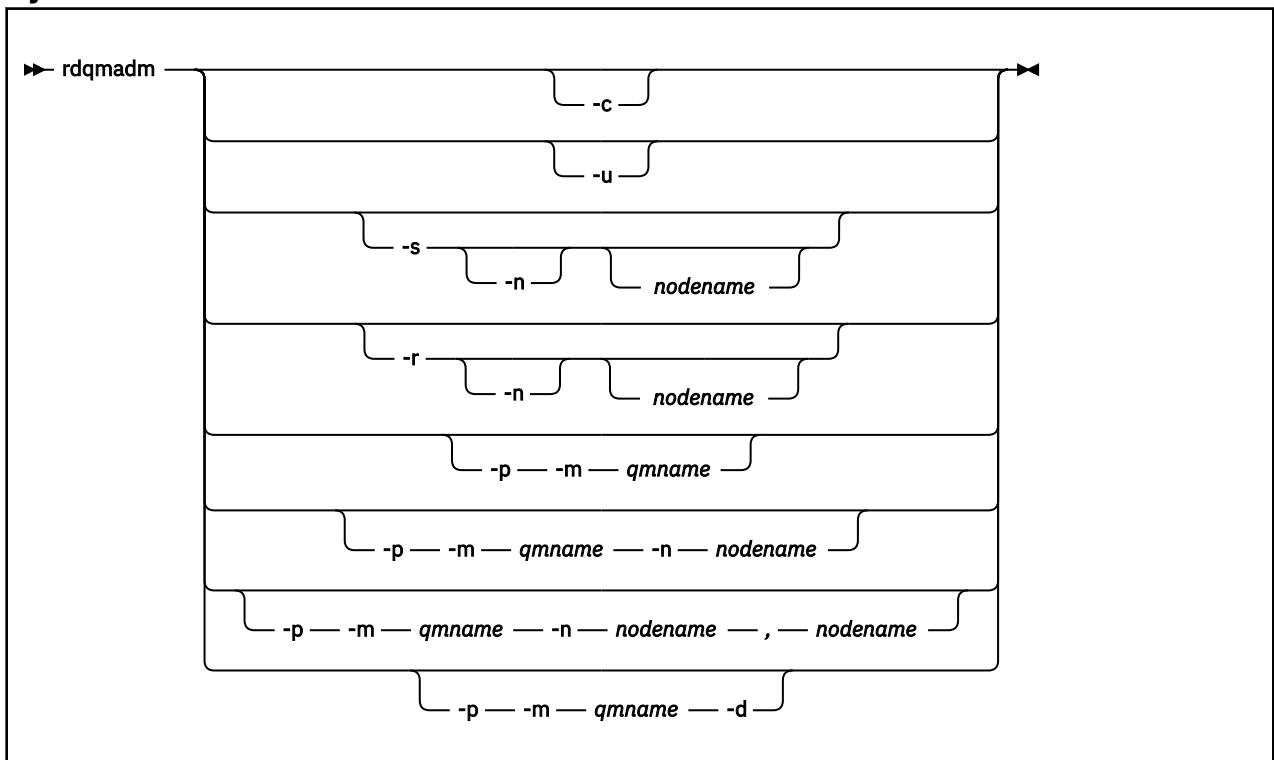 rdqmadm
-c
-u
-s
-n nodename
-r
-n nodename
-p -m qmname
-p -m qmname -n nodename
-p -m qmname -n nodename , nodename
-p -m qmname -d